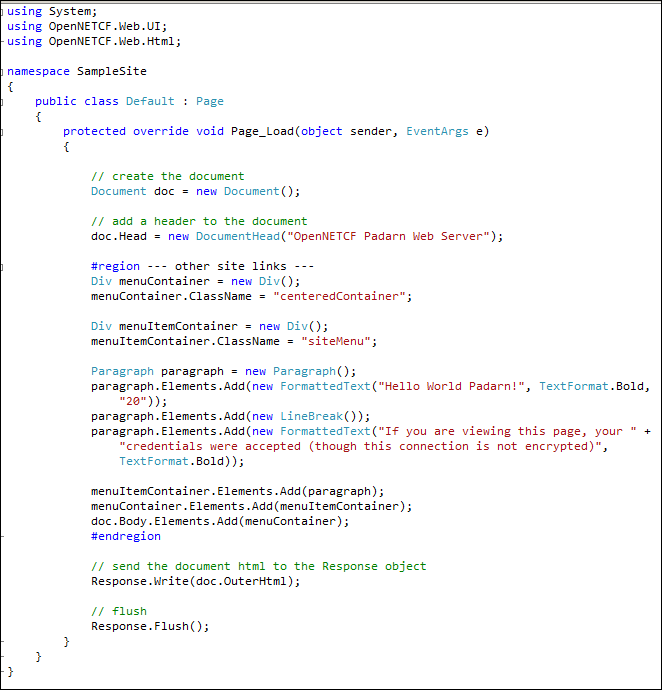 using System;
using OpenNETCF.Web.UI;
using OpenNETCF.Web.Html;

namespace SampleSite
{
    public class Default : Page
    {
        protected override void Page_Load(object sender, EventArgs e)
        {

            // create the document
            Document doc = new Document();

            // add a header to the document
            doc.Head = new DocumentHead("OpenNETCF Padarn Web Server");

            #region --- other site links ---
            Div menuContainer = new Div();
            menuContainer.ClassName = "centeredContainer";

            Div menuItemContainer = new Div();
            menuItemContainer.ClassName = "siteMenu";

            Paragraph paragraph = new Paragraph();
            paragraph.Elements.Add(new FormattedText("Hello World Padarn!", TextFormat.Bold,
                "20"));
            paragraph.Elements.Add(new LineBreak());
            paragraph.Elements.Add(new FormattedText("If you are viewing this page, your " +
                "credentials were accepted (though this connection is not encrypted)",
                TextFormat.Bold));

            menuItemContainer.Elements.Add(paragraph);
            menuContainer.Elements.Add(menuItemContainer);
            doc.Body.Elements.Add(menuContainer);
            #endregion

            // send the document html to the Response object
            Response.Write(doc.OuterHtml);

            // flush
            Response.Flush();
        }
    }
}